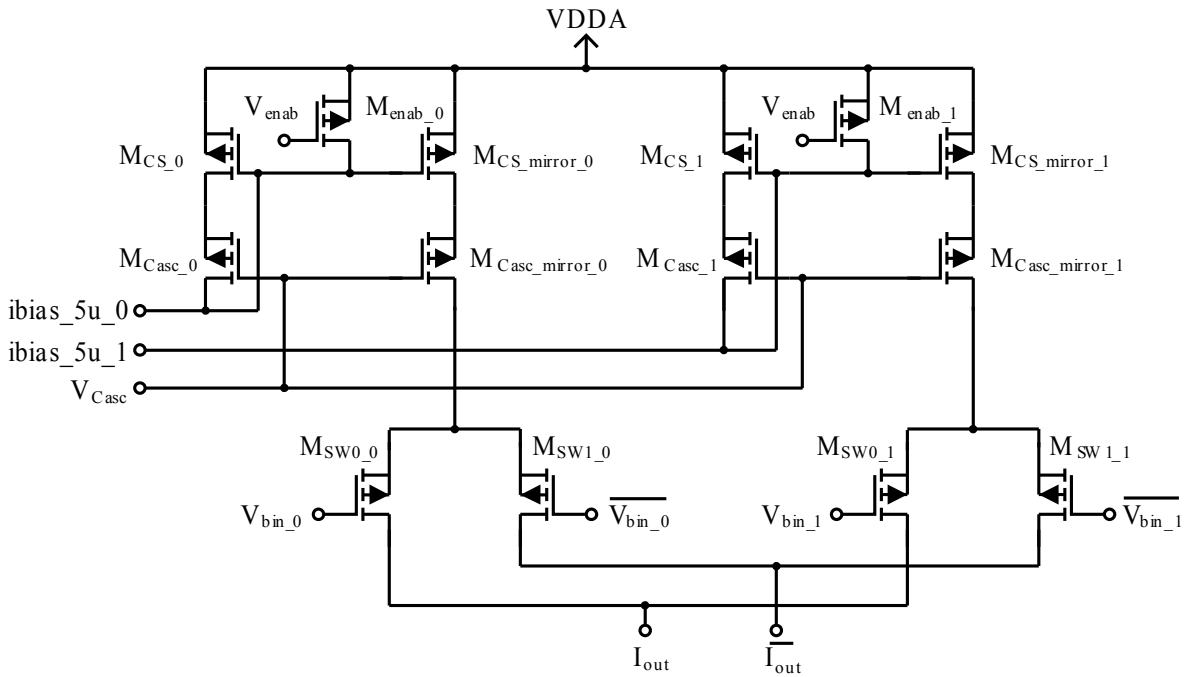 VDDA
V_enab M_enab_0 V_enab M_enab_1
M_CS_0 M_CS_mirror_0 M_CS_1 M_CS_mirror_1
M_Casc_0 M_Casc_mirror_0 M_Casc_1 M_Casc_mirror_1
ibias_5u_0
ibias_5u_1
V_Casc
M_SW0_0 M_SW1_0 M_SW0_1 M_SW1_1
V_bin_0 V̅_bin_0 V_bin_1 V̅_bin_1
I_out I̅_out